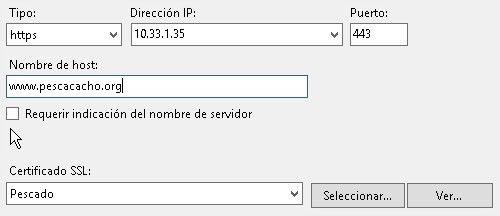 Tipo: Dirección IP: Puerto:
https 10.33.1.35 443
Nombre de host:
www.pescacacho.org
Requerir indicación del nombre de servidor
Certificado SSL:
Pescado Seleccionar... Ver...